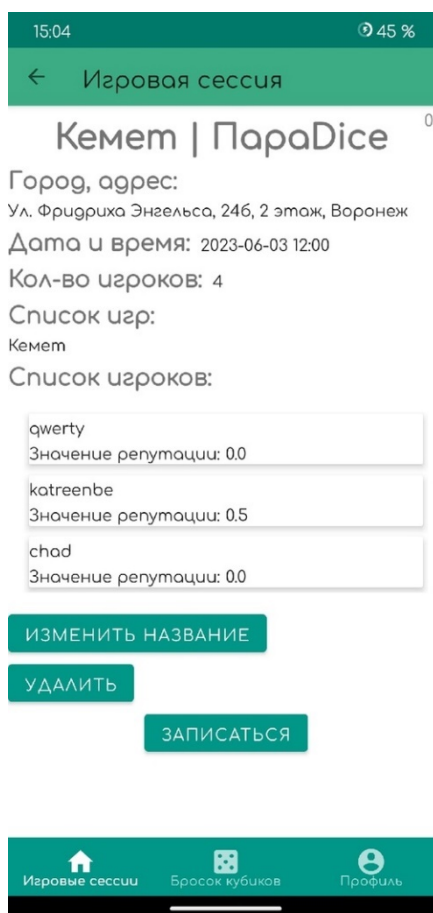 15:04 45 %
Игровая сессия
Кемет | ПараDice 0
Город, адрес:
Ул. Фридриха Энгельса, 24б, 2 этаж, Воронеж
Дата и время: 2023-06-03 12:00
Кол-во игроков: 4
Список игр:
Кемет
Список игроков:
qwerty
Значение репутации: 0.0
katreenbe
Значение репутации: 0.5
chad
Значение репутации: 0.0
ИЗМЕНИТЬ НАЗВАНИЕ
УДАЛИТЬ
ЗАПИСАТЬСЯ
Игровые сессии Бросок кубиков Профиль